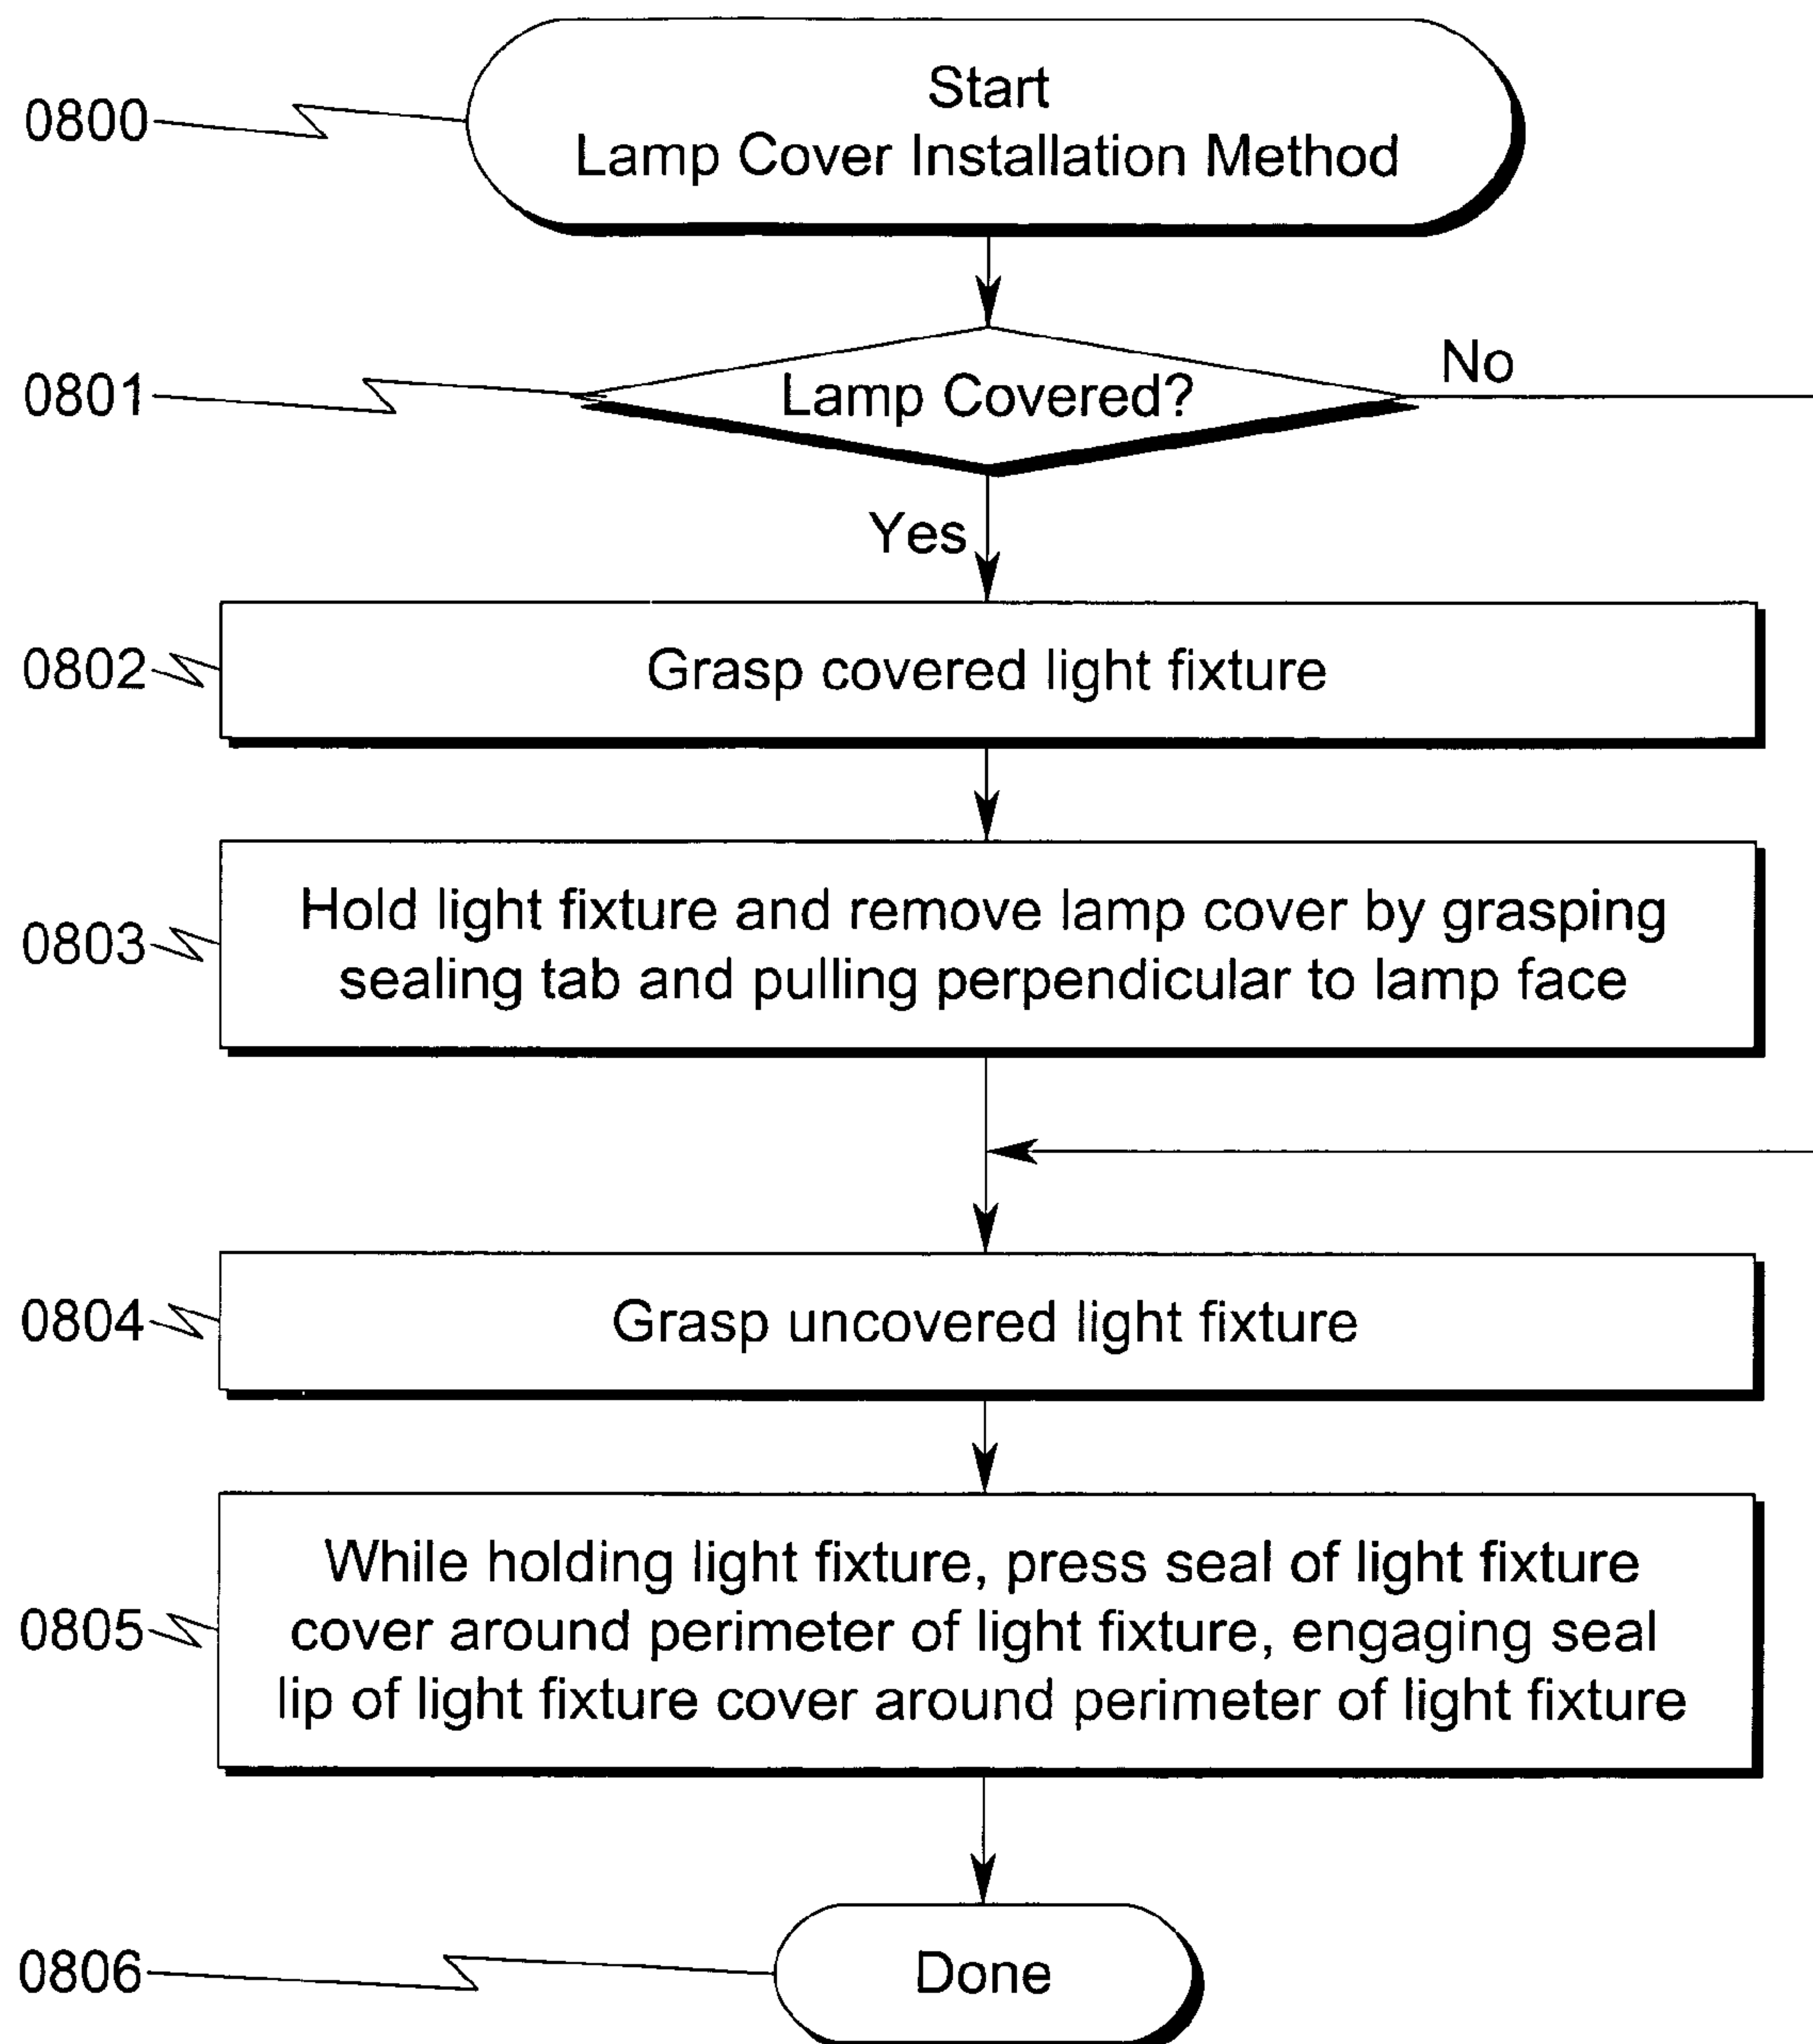 Start
0800
Lamp Cover Installation Method
No
0801
Lamp Covered?
Yes
0802
Grasp covered light fixture
Hold light fixture and remove lamp cover by grasping
0803
sealing tab and pulling perpendicular to lamp face
0804
Grasp uncovered light fixture
While holding light fixture, press seal of light fixture
0805
cover around perimeter of light fixture, engaging seal
lip of light fixture cover around perimeter of light fixture
0806
Done